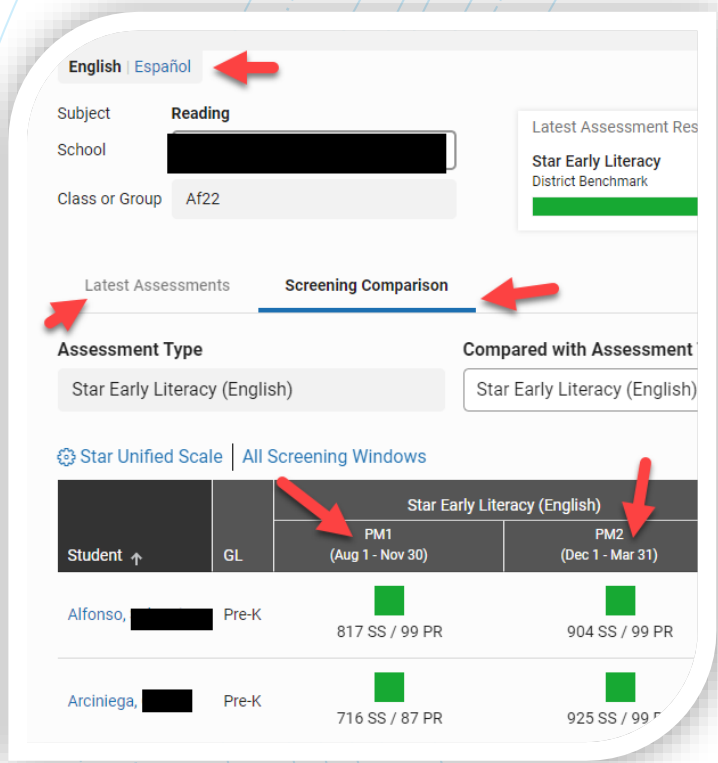 English | Español
Subject Reading
School
Class or Group Af22
Latest Assessment Res
Star Early Literacy
District Benchmark
Latest Assessments Screening Comparison
Assessment Type Compared with Assessment
Star Early Literacy (English) Star Early Literacy (English)
Star Unified Scale | All Screening Windows
Star Early Literacy (English)
PM1 PM2
Student GL (Aug 1 - Nov 30) (Dec 1 - Mar 31)
Alfonso, Pre-K
817 SS / 99 PR 904 SS / 99 PR
Arciniega, Pre-K
716 SS / 87 PR 925 SS / 99